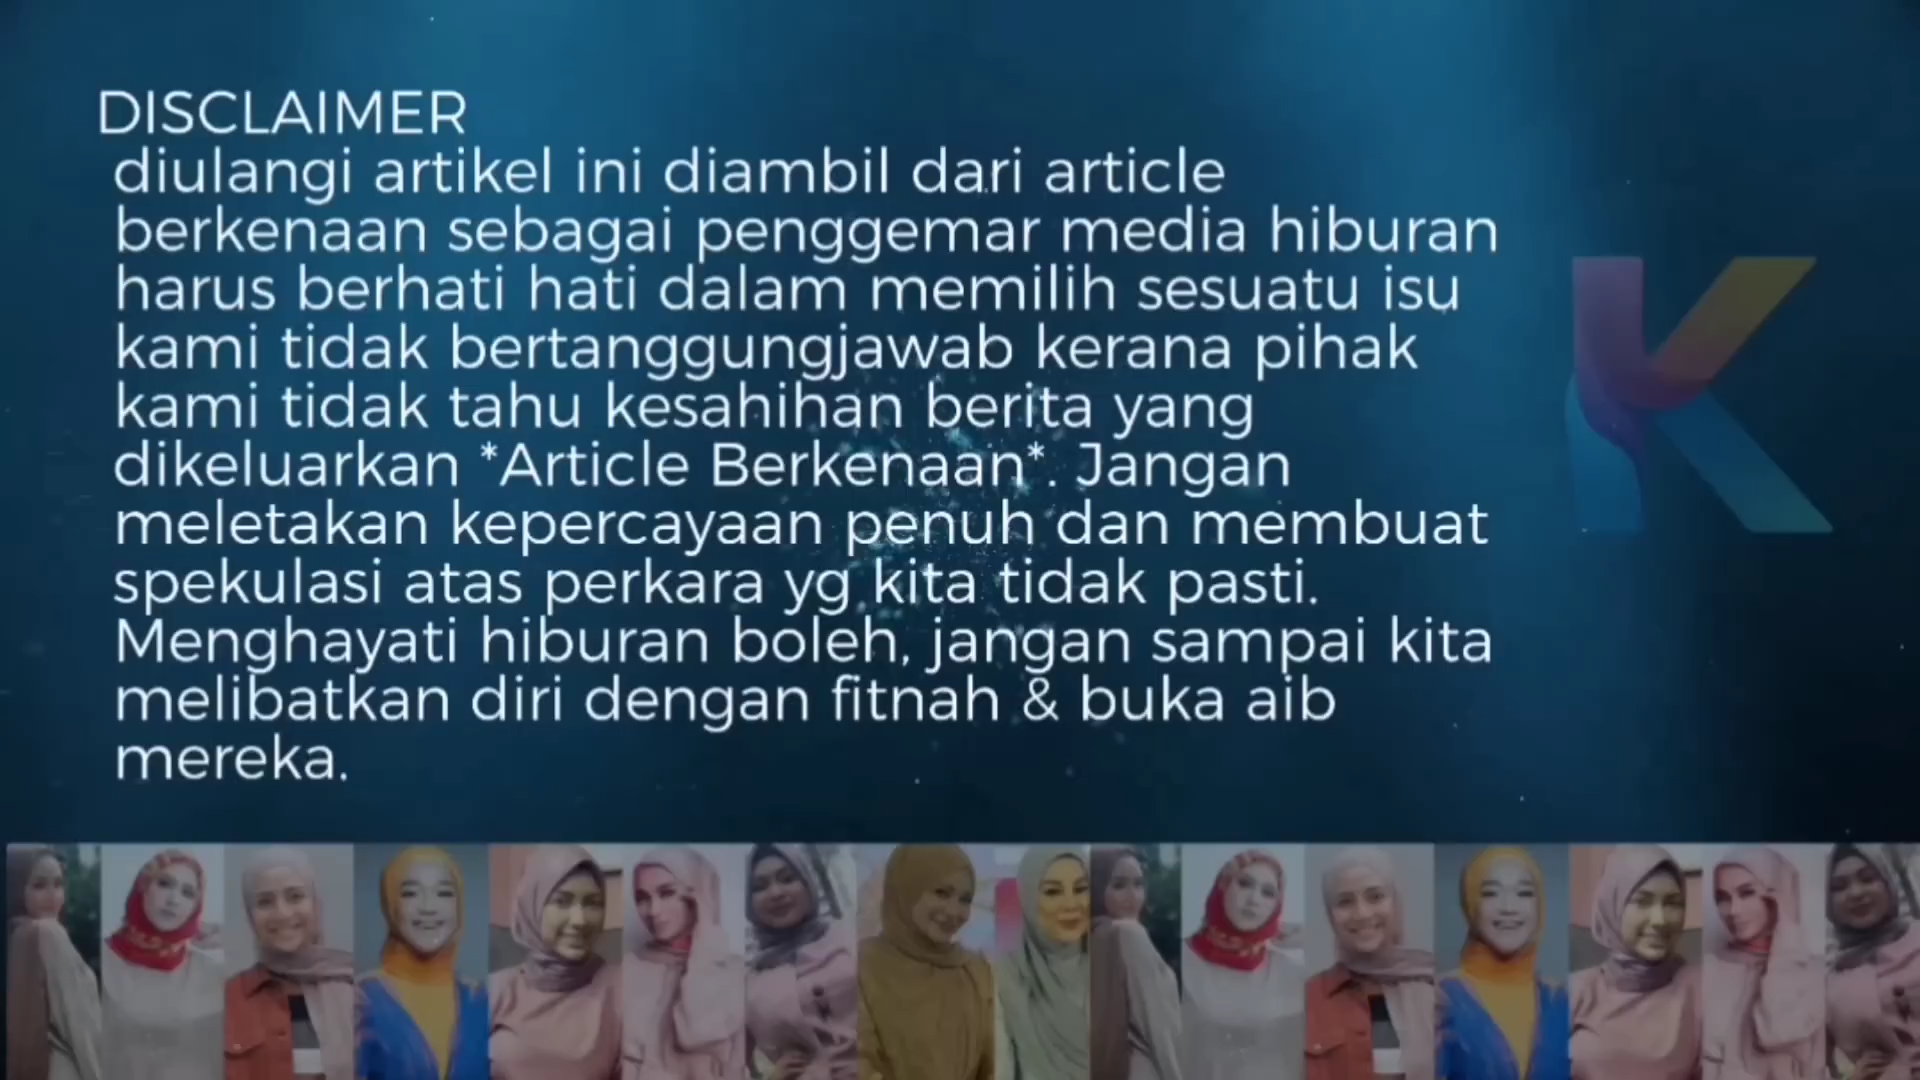 DISCLAIMER
diulangi artikel ini diambil dari article
berkenaan sebagai penggemar media hiburan
harus berhati hati dalam memilih sesuatu isu
kami tidak bertanggungjawab kerana pihak
kami tidak tahu kesahihan berita yang
dikeluarkan *Article Berkenaan*. Jangan
meletakan kepercayaan penuh dan membuat
spekulasi atas perkara yg kita tidak pasti.
Menghayati hiburan boleh, jangan sampai kita
melibatkan diri dengan fitnah & buka aib
mereka.
K